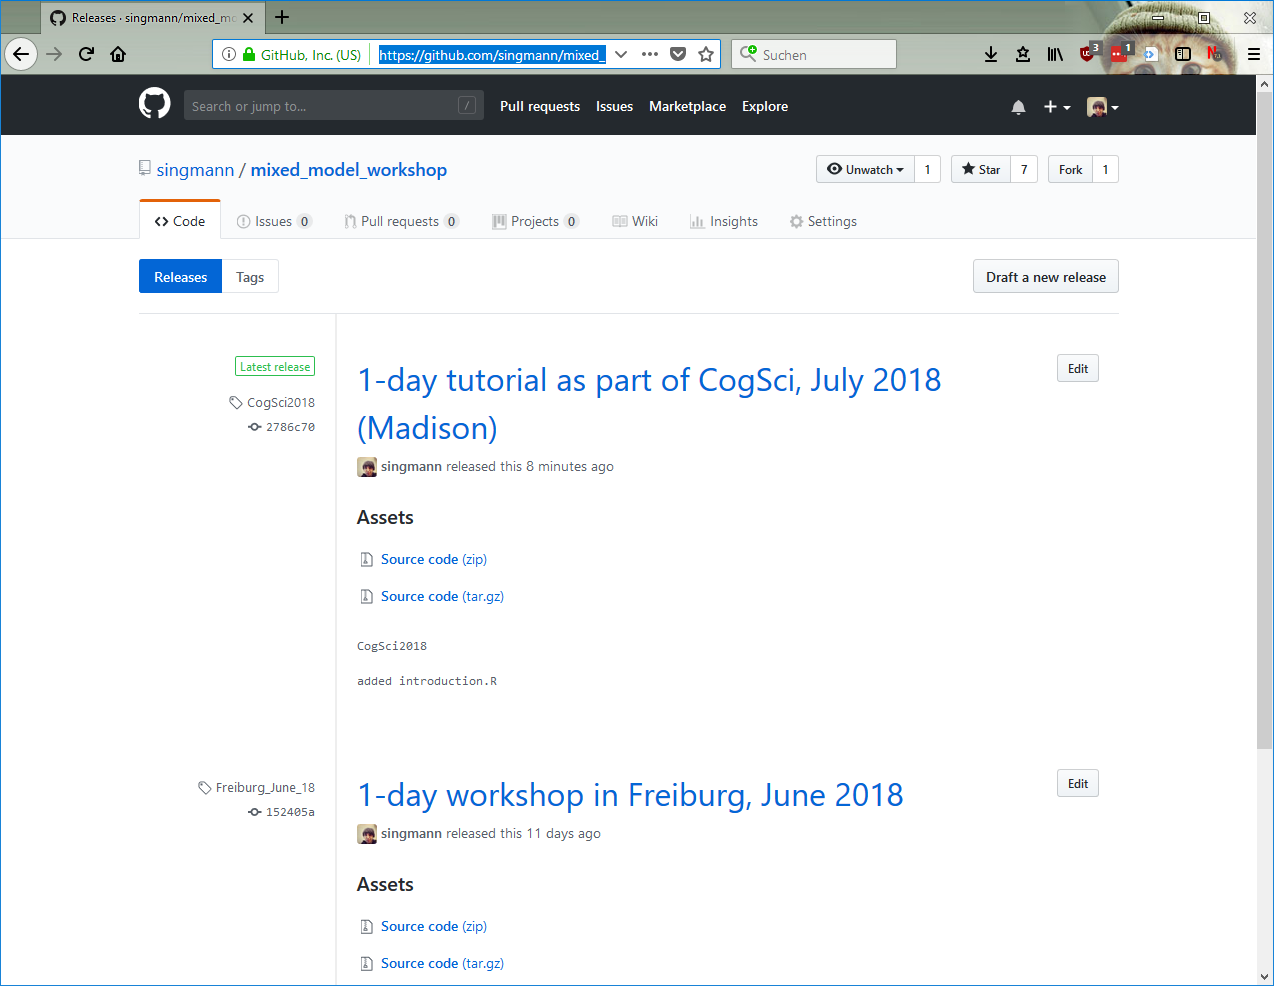 Releases · singmann/mixed_mo
GitHub, Inc. (US)
https://github.com/singmann/mixed_
Suchen
3
1
Search or jump to...
/
Pull requests
Issues
Marketplace
Explore
singmann / mixed_model_workshop
Unwatch
1
Star
7
Fork
1
Code
Issues 0
Pull requests 0
Projects 0
Wiki
Insights
Settings
Releases
Tags
Draft a new release
Latest release
CogSci2018
2786c70
1-day tutorial as part of CogSci, July 2018
(Madison)
Edit
singmann released this 8 minutes ago
Assets
Source code (zip)
Source code (tar.gz)
CogSci2018
added introduction.R
Freiburg_June_18
152405a
1-day workshop in Freiburg, June 2018
Edit
singmann released this 11 days ago
Assets
Source code (zip)
Source code (tar.gz)